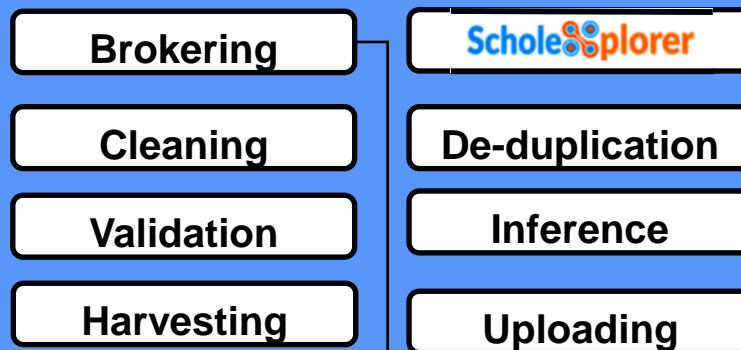 Brokering
ScholeXplorer
Cleaning
De-duplication
Validation
Inference
Harvesting
Uploading